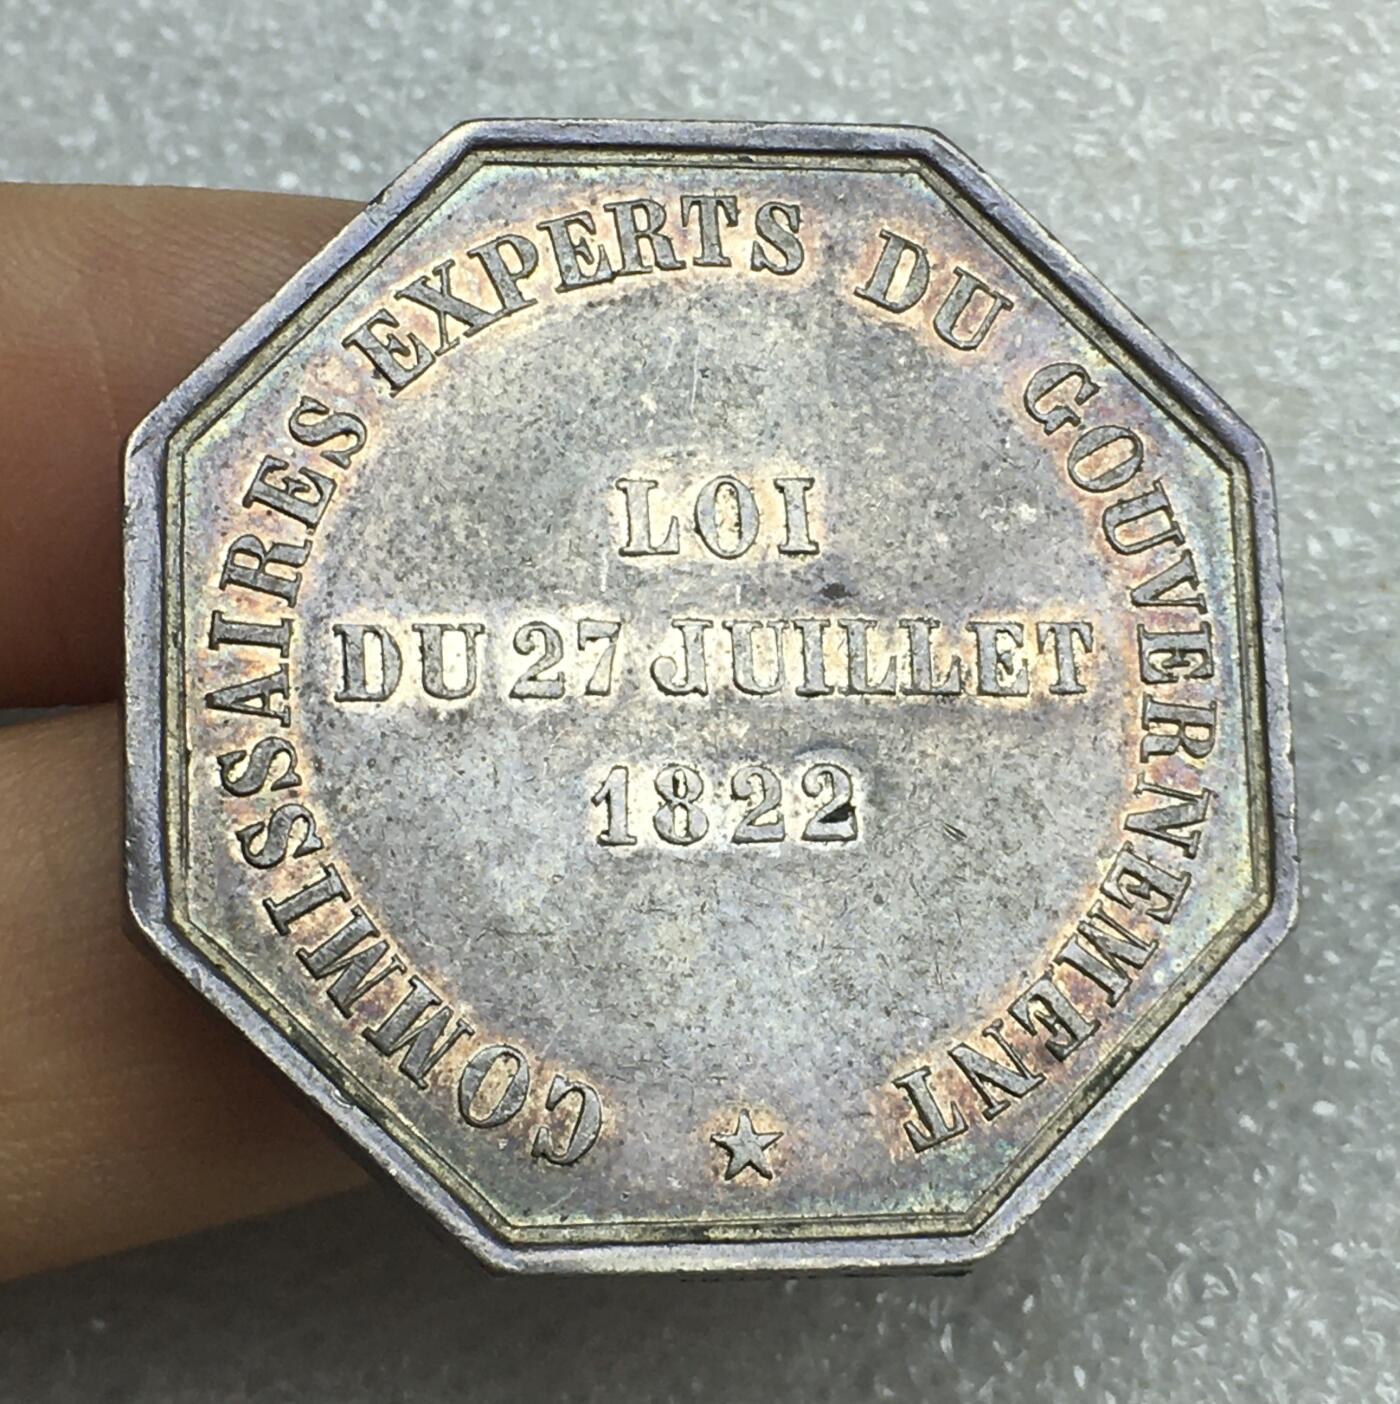 COMMISSAIRES EXPERTS DU GOUVERNEMENT
LOI
DU 27 JUILLET
1822